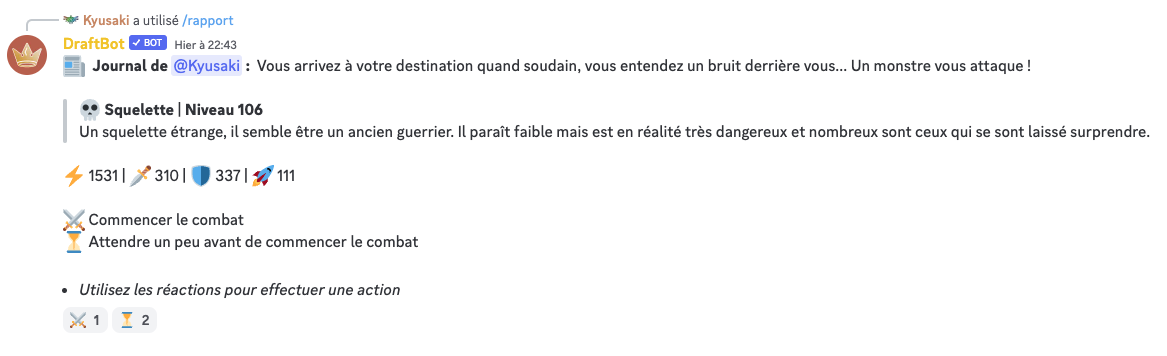 Kyusaki a utilisé /rapport
DraftBot ✓ BOT Hier à 22:43
Journal de @Kyusaki : Vous arrivez à votre destination quand soudain, vous entendez un bruit derrière vous... Un monstre vous attaque !
Squelette | Niveau 106
Un squelette étrange, il semble être un ancien guerrier. Il paraît faible mais est en réalité très dangereux et nombreux sont ceux qui se sont laissé surprendre.
1531 | 310 | 337 | 111
Commencer le combat
Attendre un peu avant de commencer le combat
• Utilisez les réactions pour effectuer une action
1 2